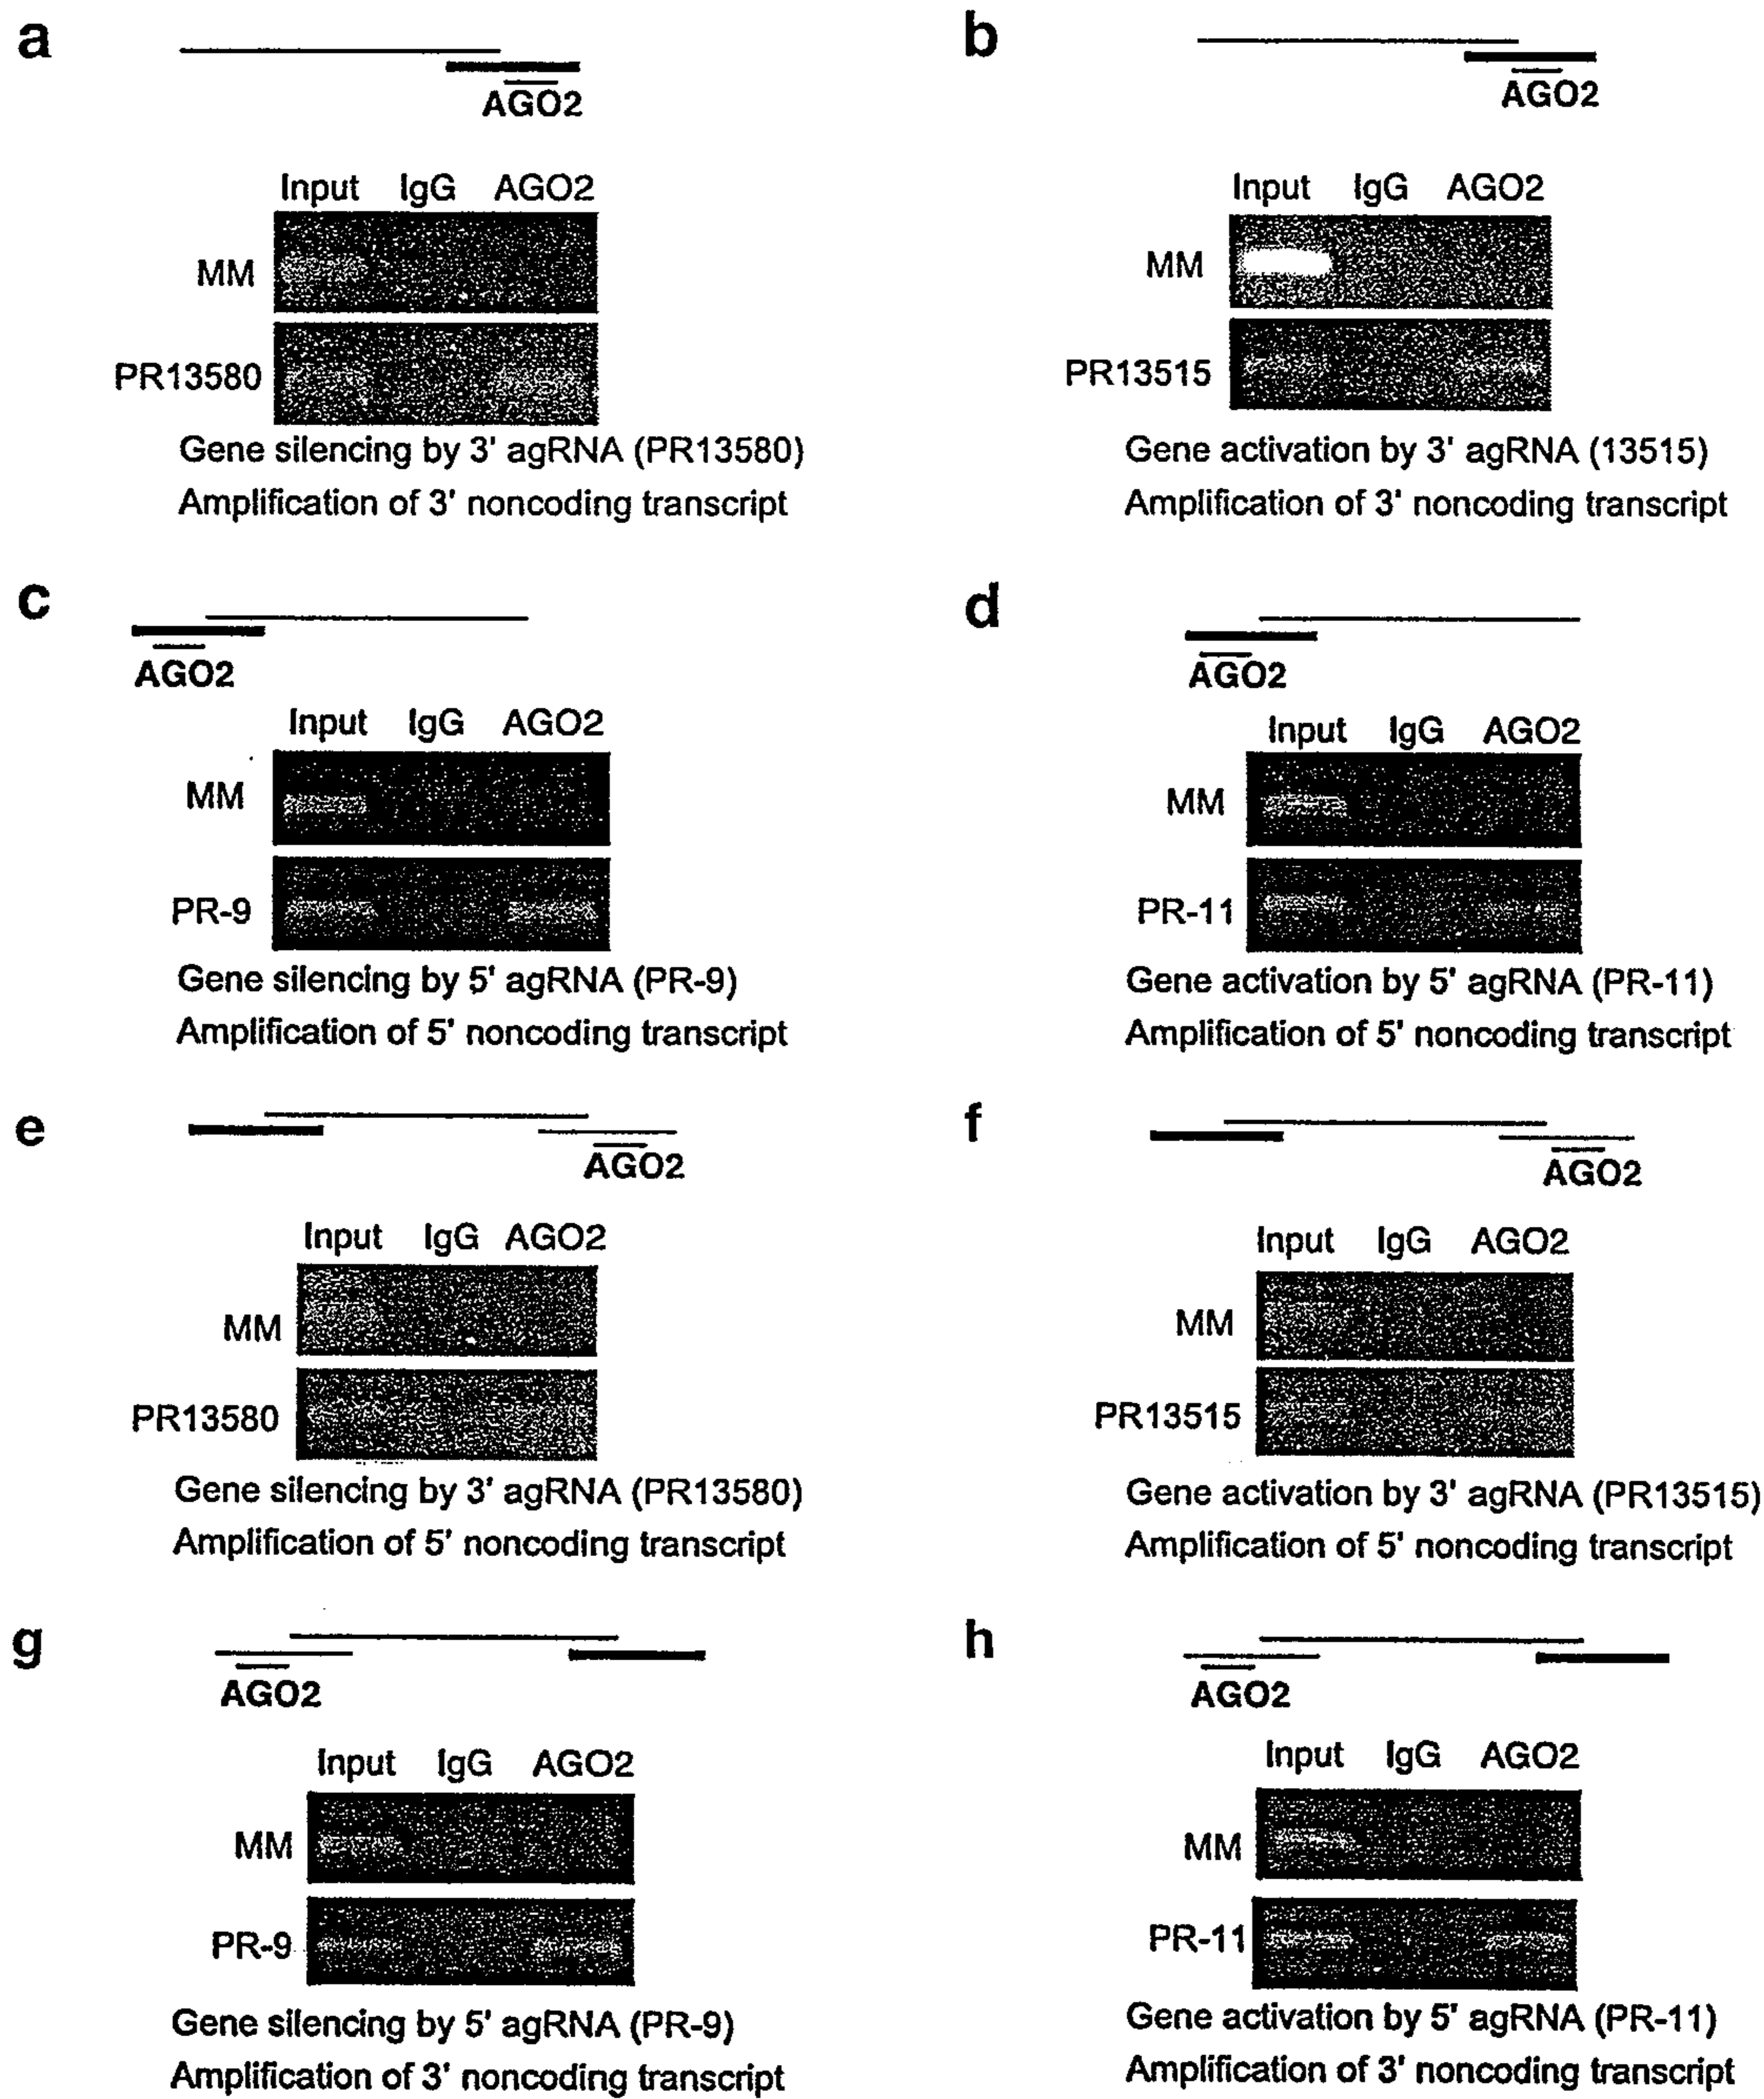 a
AGO2
Input IgG AGO2
MM
PR13580
Gene silencing by 3' agRNA (PR13580)
Amplification of 3' noncoding transcript
b
AGO2
Input IgG AGO2
MM
PR13515
Gene activation by 3' agRNA (13515)
Amplification of 3' noncoding transcript
c
AGO2
Input IgG AGO2
MM
PR-9
Gene silencing by 5' agRNA (PR-9)
Amplification of 5' noncoding transcript
d
AGO2
Input IgG AGO2
MM
PR-11
Gene activation by 5' agRNA (PR-11)
Amplification of 5' noncoding transcript
e
AGO2
Input IgG AGO2
MM
PR13580
Gene silencing by 3' agRNA (PR13580)
Amplification of 5' noncoding transcript
f
AGO2
Input IgG AGO2
MM
PR13515
Gene activation by 3' agRNA (PR13515)
Amplification of 5' noncoding transcript
g
AGO2
Input IgG AGO2
MM
PR-9
Gene silencing by 5' agRNA (PR-9)
Amplification of 3' noncoding transcript
h
AGO2
Input IgG AGO2
MM
PR-11
Gene activation by 5' agRNA (PR-11)
Amplification of 3' noncoding transcript